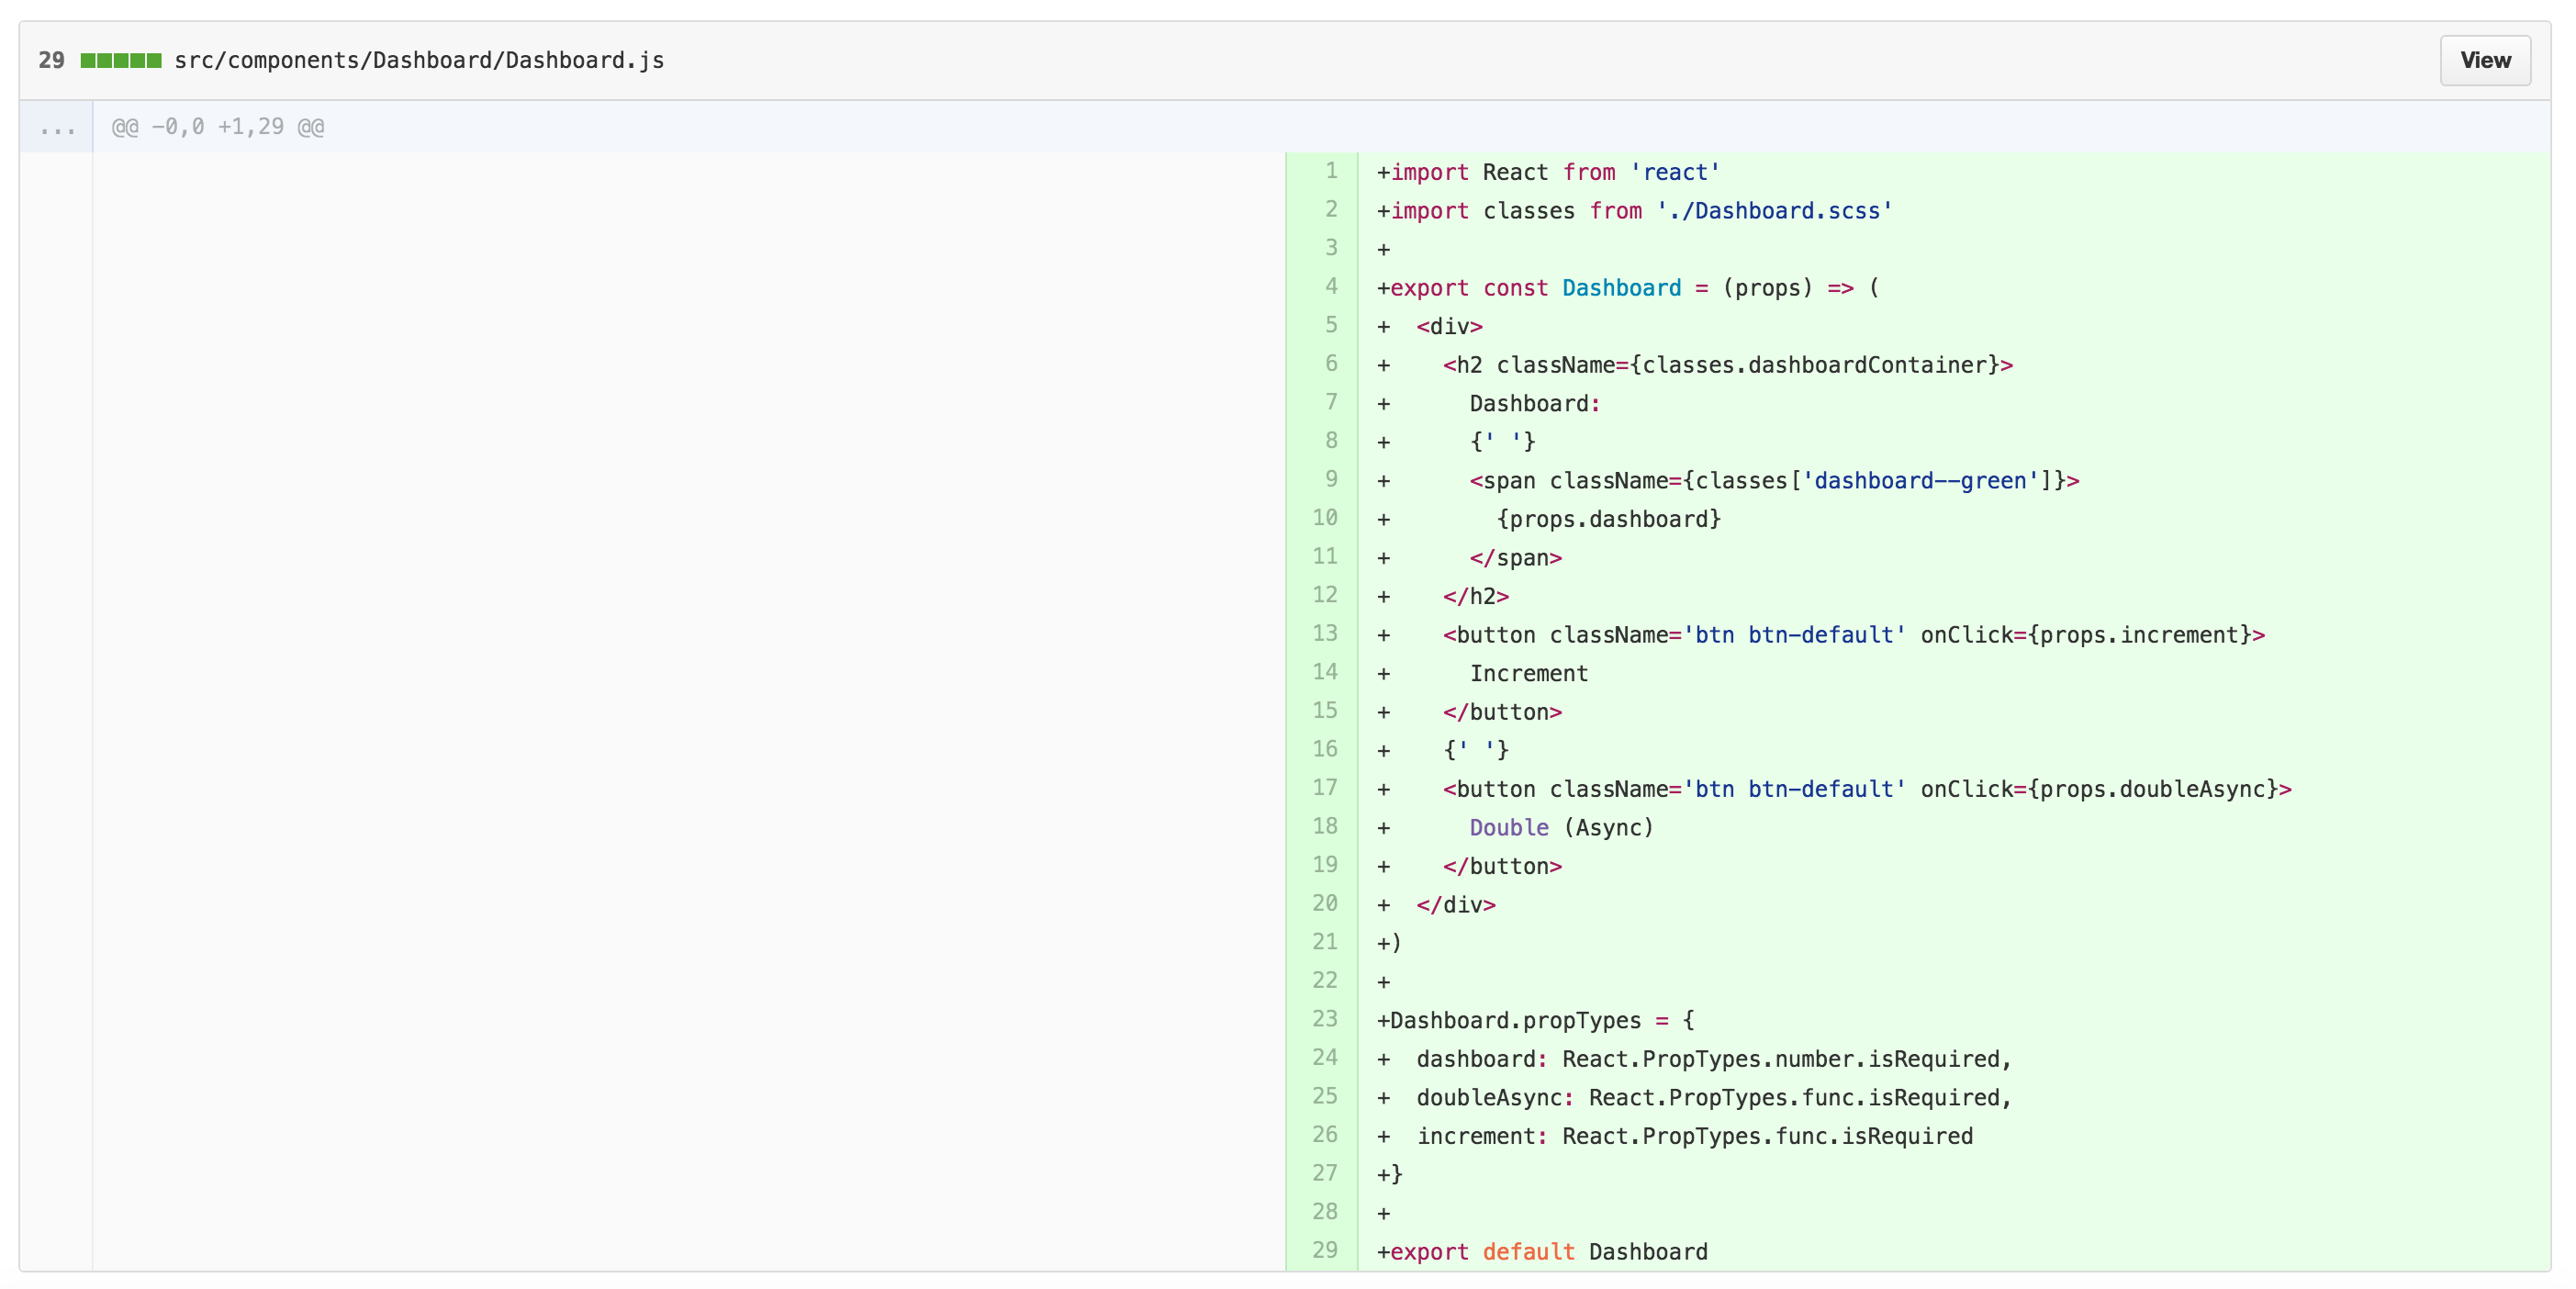 29 src/components/Dashboard/Dashboard.js View
... @@ -0,0 +1,29 @@
1 +import React from 'react'
2 +import classes from './Dashboard.scss'
3 +
4 +export const Dashboard = (props) => (
5 +  <div>
6 +    <h2 className={classes.dashboardContainer}>
7 +      Dashboard:
8 +      {' '}
9 +      <span className={classes['dashboard--green']}>
10 +        {props.dashboard}
11 +      </span>
12 +    </h2>
13 +    <button className='btn btn-default' onClick={props.increment}>
14 +      Increment
15 +    </button>
16 +    {' '}
17 +    <button className='btn btn-default' onClick={props.doubleAsync}>
18 +      Double (Async)
19 +    </button>
20 +  </div>
21 +)
22 +
23 +Dashboard.propTypes = {
24 +  dashboard: React.PropTypes.number.isRequired,
25 +  doubleAsync: React.PropTypes.func.isRequired,
26 +  increment: React.PropTypes.func.isRequired
27 +}
28 +
29 +export default Dashboard